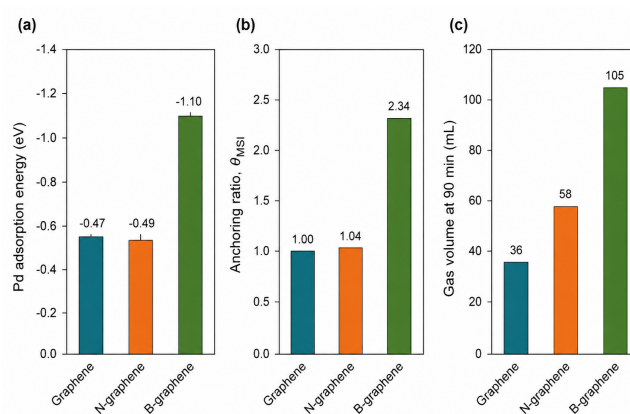 (a)
Pd adsorption energy (eV)
-1.4
-1.2
-1.0
-0.8
-0.6
-0.4
-0.2
0.0
-0.47
-0.49
-1.10
Graphene
N-graphene
B-graphene
(b)
Anchoring ratio, θMSI
3.0
2.5
2.0
1.5
1.0
0.5
0.0
1.00
1.04
2.34
Graphene
N-graphene
B-graphene
(c)
Gas volume at 90 min (mL)
120
100
80
60
40
20
0
36
58
105
Graphene
N-graphene
B-graphene